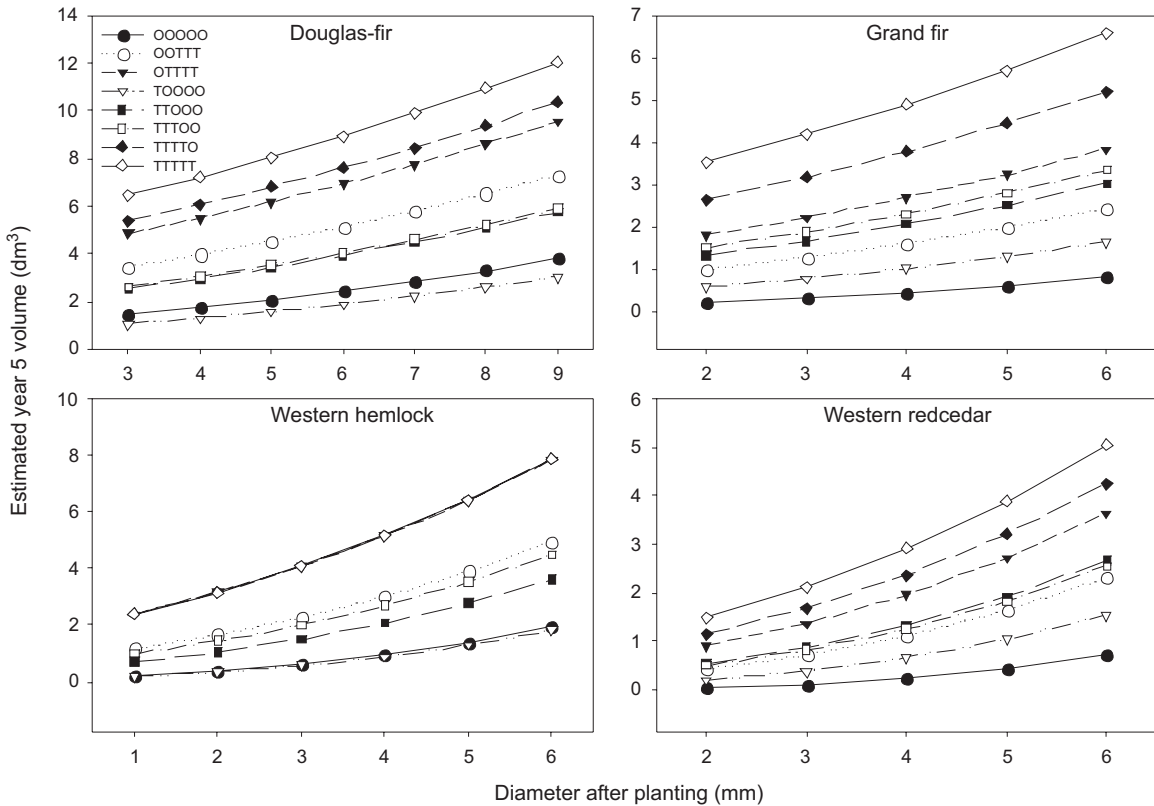 Estimated year 5 volume (dm³)
Douglas-fir
14
12
10
8
6
4
2
0
OOOOO
OOTTT
OTTTT
TOOOO
TTOOO
TTTOO
TTTTO
TTTTT
3 4 5 6 7 8 9
Grand fir
7
6
5
4
3
2
1
0
2 3 4 5 6
Western hemlock
10
8
6
4
2
0
1 2 3 4 5 6
Western redcedar
6
5
4
3
2
1
0
2 3 4 5 6
Diameter after planting (mm)